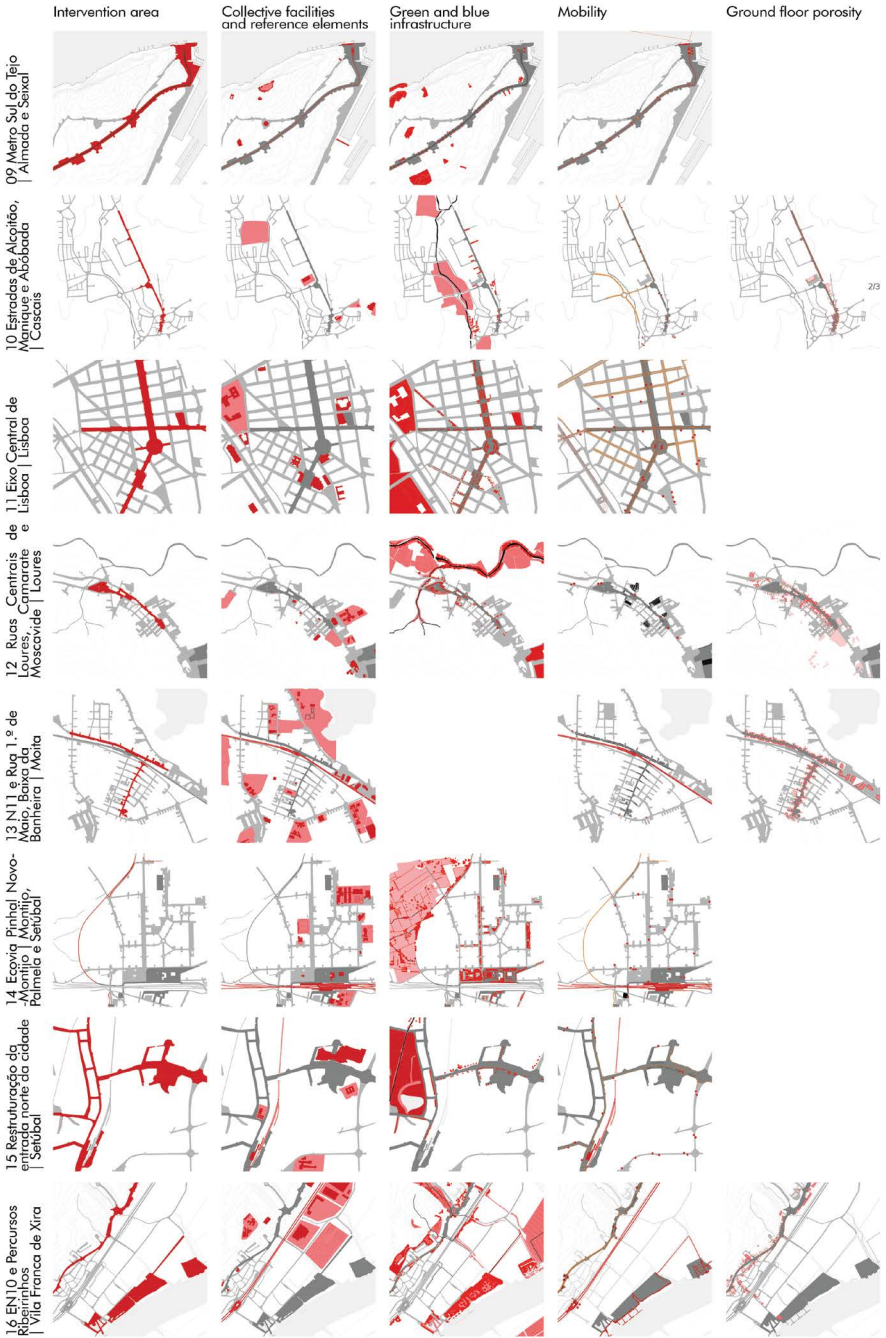 Intervention area
Collective facilities
and reference elements
Green and blue
infrastructure
Mobility
Ground floor porosity
09 Metro Sul do Tejo
| Almada e Seixal
10 Estradas de Alcoitão,
Manique e Abóboda
| Cascais
2/3
11 Eixo Central de
Lisboa | Lisboa
12 Ruas Centrais de
Loures, Camarate e
Moscavide | Loures
13 N11 e Rua 1.º de
Maio, Baixa da
Banheira | Moita
14 Ecovia Pinhal Novo-
-Montijo | Montijo,
Palmela e Setúbal
15 Restruturação da
entrada norte da cidade
| Setúbal
16 EN10 e Percursos
Ribeirinhos
| Vila Franca de Xira